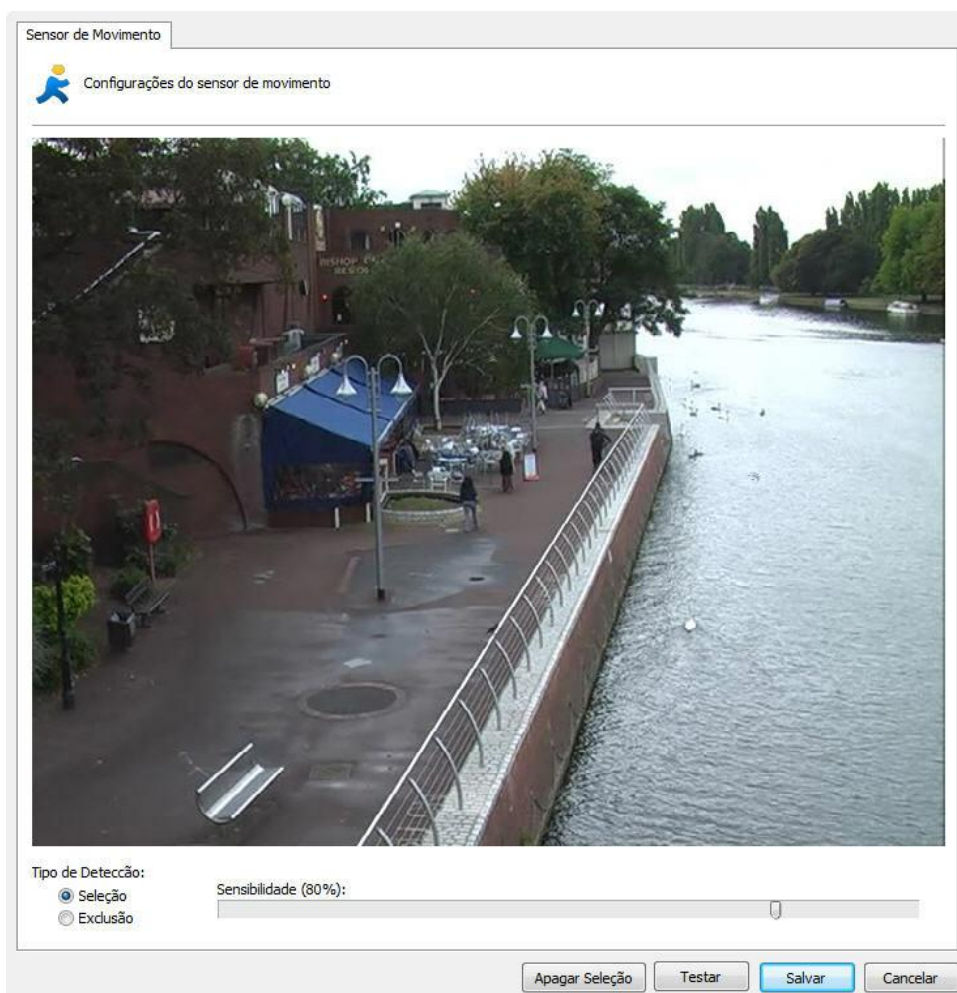 Sensor de Movimento
Configurações do sensor de movimento
BISHOP
Tipo de Detecção:
Seleção
Exclusão
Sensibilidade (80%):
Apagar Seleção
Testar
Salvar
Cancelar